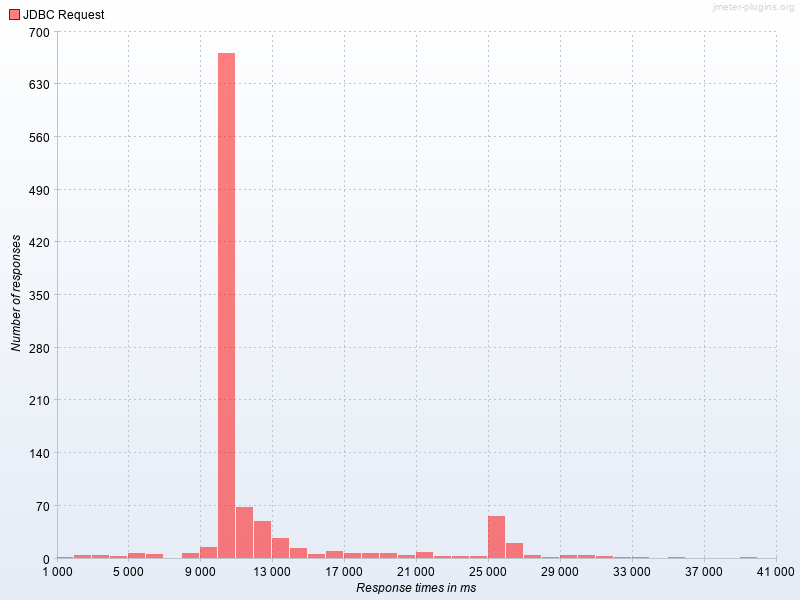 jmeter-plugins.org
JDBC Request
700
630
560
490
420
350
280
210
140
70
0
Number of responses
1 000 5 000 9 000 13 000 17 000 21 000 25 000 29 000 33 000 37 000 41 000
Response times in ms